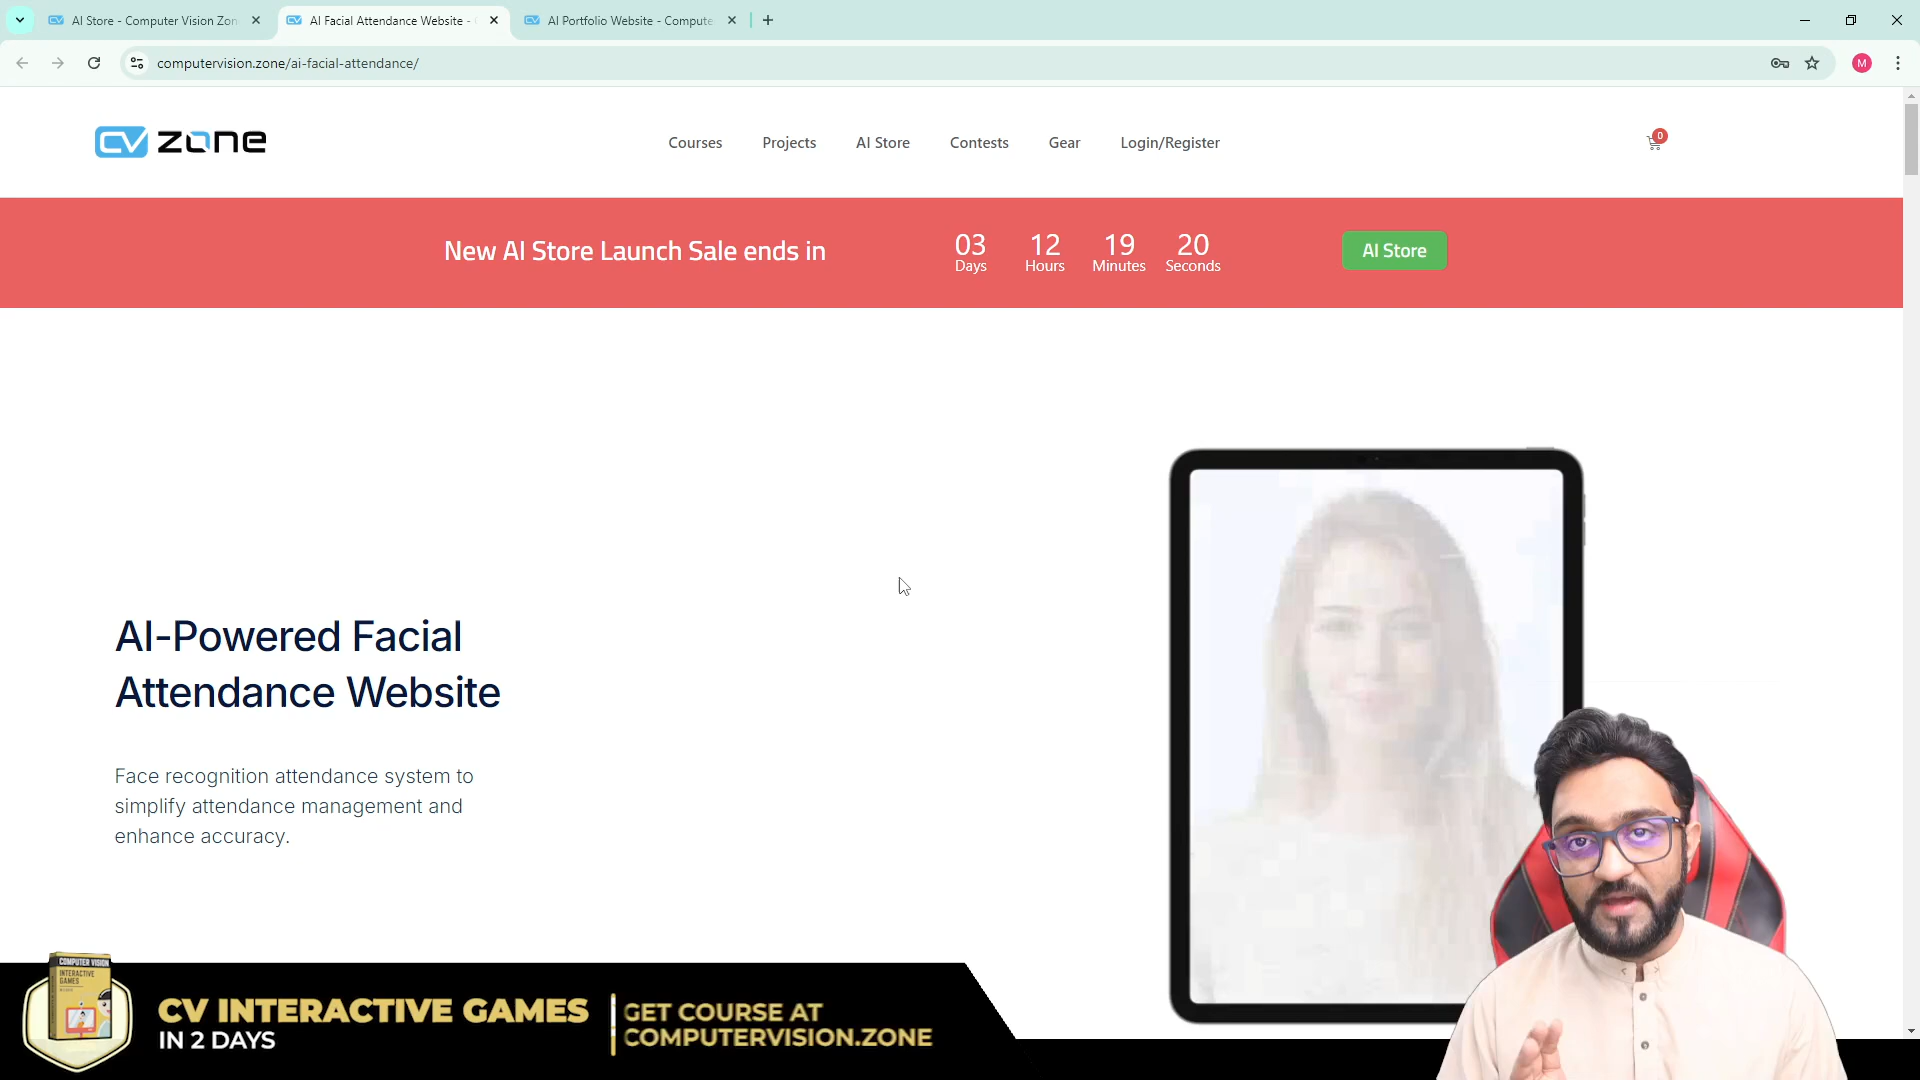 AI Store - Computer Vision Zon
AI Facial Attendance Website -
AI Portfolio Website - Compute
computervision.zone/ai-facial-attendance/
M
CV zone
Courses
Projects
AI Store
Contests
Gear
Login/Register
0
New AI Store Launch Sale ends in
03 12 19 20
Days Hours Minutes Seconds
AI Store
AI-Powered Facial
Attendance Website
Face recognition attendance system to
simplify attendance management and
enhance accuracy.
COMPUTER VISION
INTERACTIVE
GAMES
CV INTERACTIVE GAMES
IN 2 DAYS
GET COURSE AT
COMPUTERVISION.ZONE